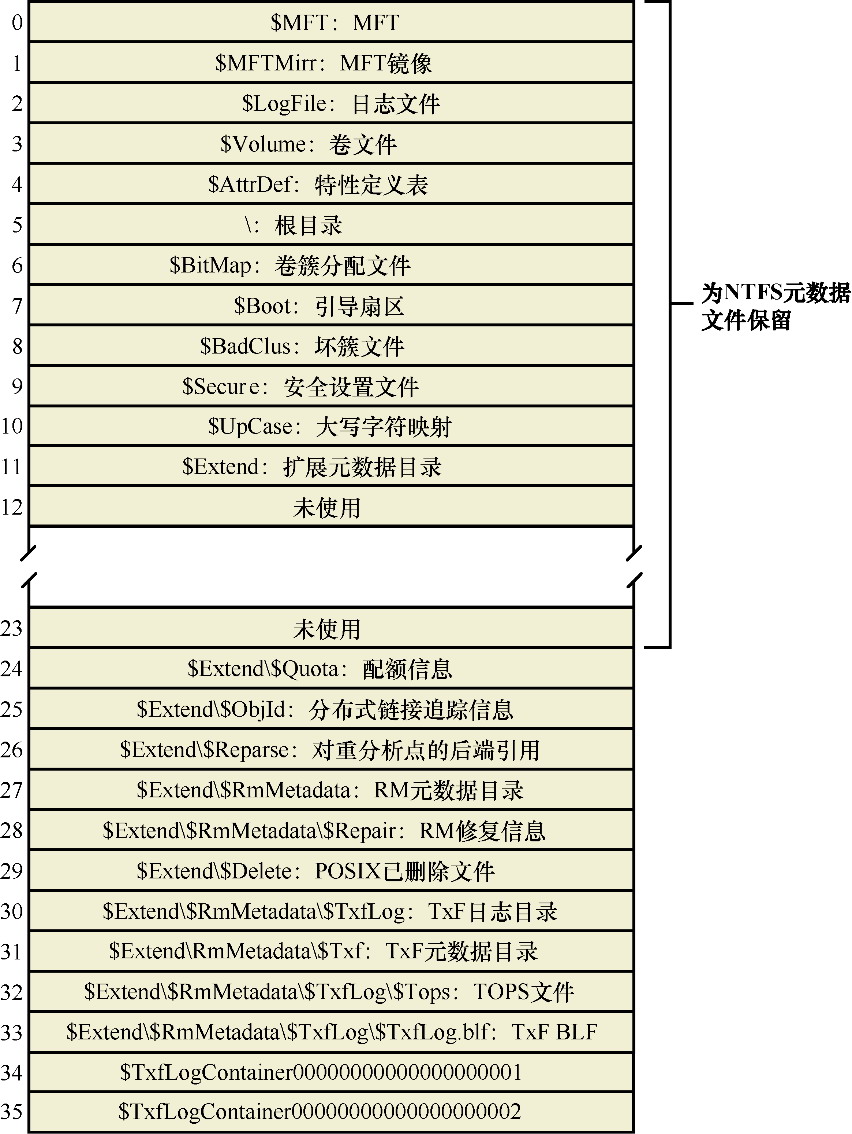 0 $MFT：MFT
1 $MFTMirr：MFT镜像
2 $LogFile：日志文件
3 $Volume：卷文件
4 $AttrDef：特性定义表
5 \：根目录
6 $BitMap：卷簇分配文件
7 $Boot：引导扇区
为NTFS元数据
文件保留
8 $BadClus：坏簇文件
9 $Secure：安全设置文件
10 $UpCase：大写字符映射
11 $Extend：扩展元数据目录
12 未使用
23 未使用
24 $Extend\$Quota：配额信息
25 $Extend\$ObjId：分布式链接追踪信息
26 $Extend\$Reparse：对重分析点的后端引用
27 $Extend\$RmMetadata：RM元数据目录
28 $Extend\$RmMetadata\$Repair：RM修复信息
29 $Extend\$Delete：POSIX已删除文件
30 $Extend\$RmMetadata\$TxfLog：TxF日志目录
31 $Extend\RmMetadata\$Txf：TxF元数据目录
32 $Extend\$RmMetadata\$TxfLog\$Tops：TOPS文件
33 $Extend\$RmMetadata\$TxfLog\$TxfLog.blf：TxF BLF
34 $TxfLogContainer00000000000000000001
35 $TxfLogContainer00000000000000000002